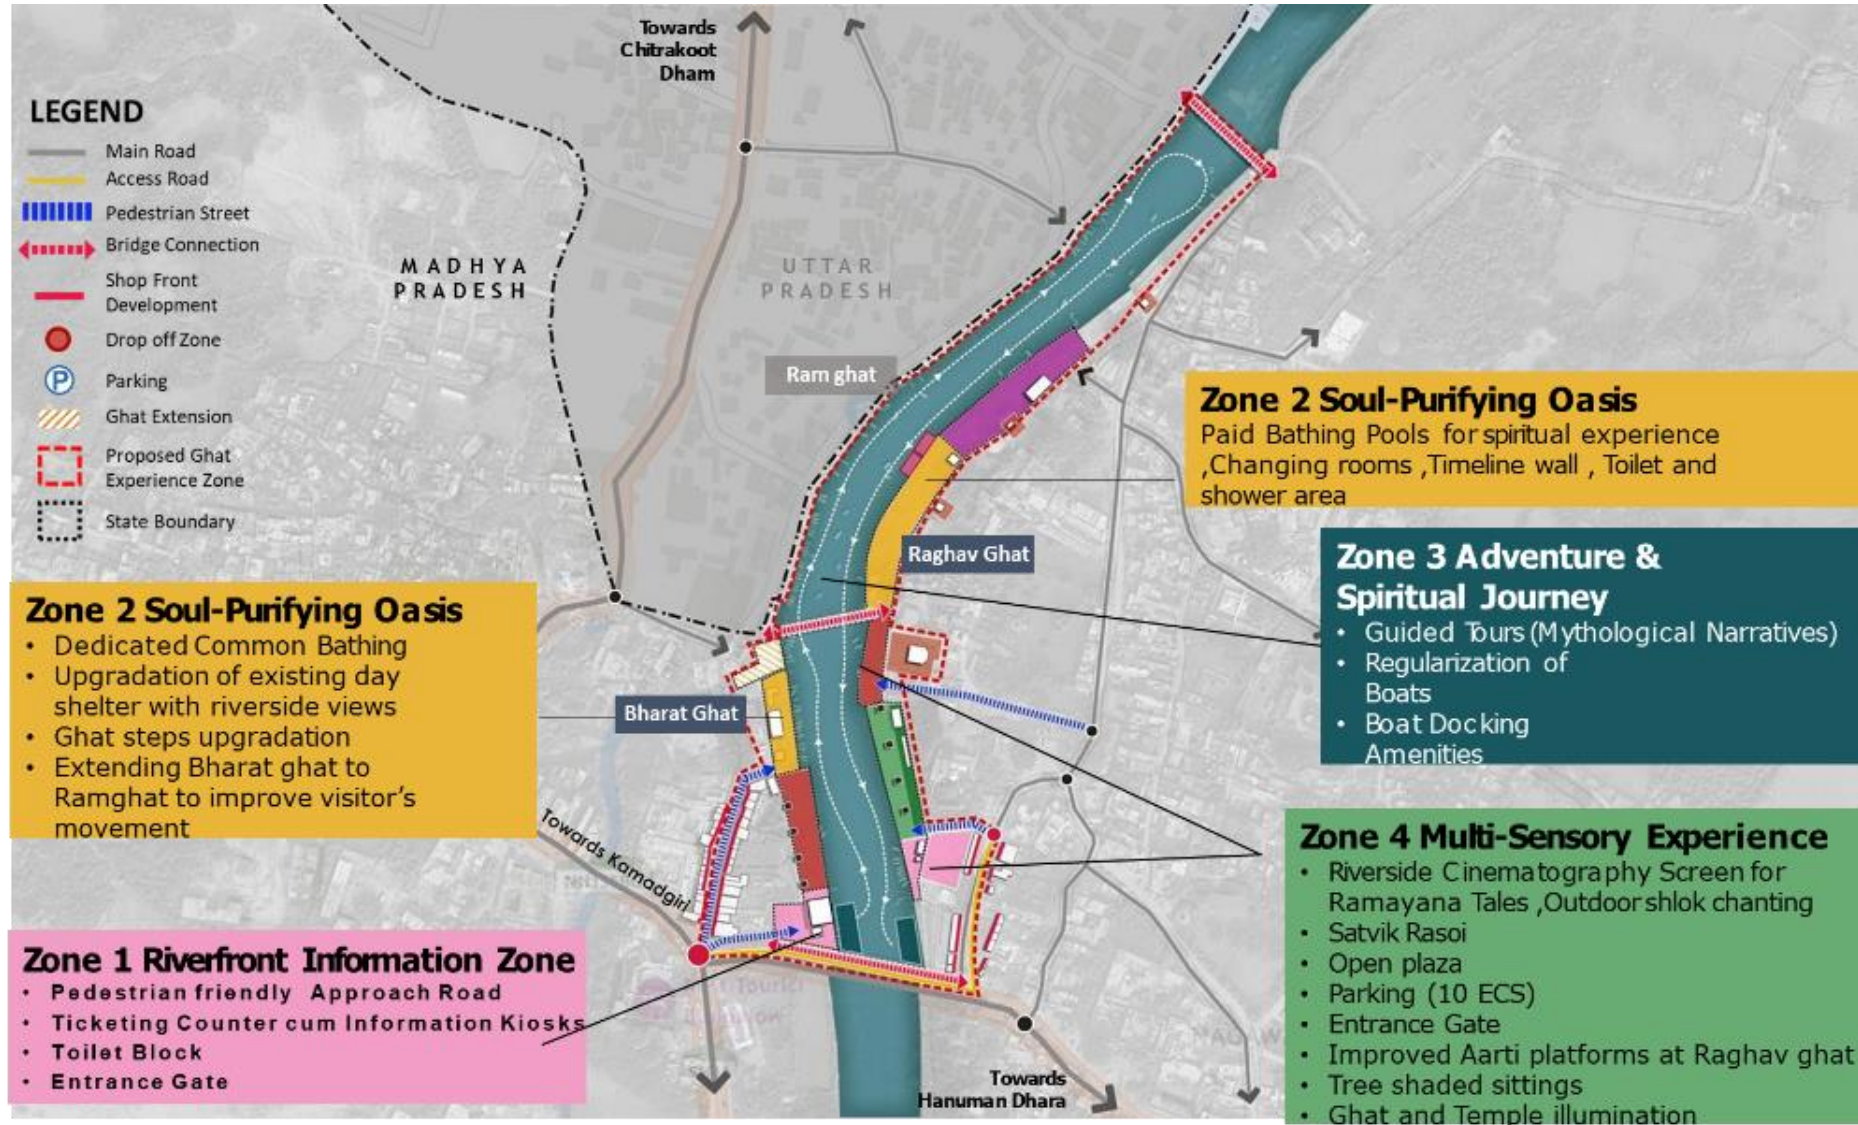 Towards
Chitrakoot
Dham
LEGEND
Main Road
Access Road
Pedestrian Street
Bridge Connection
Shop Front
Development
Drop off Zone
P
Parking
Ghat Extension
Proposed Ghat
Experience Zone
State Boundary
MADHYA
PRADESH
UTTAR
PRADESH
Ram ghat
Raghav Ghat
Bharat Ghat
Zone 2 Soul-Purifying Oasis
Paid Bathing Pools for spiritual experience
,Changing rooms ,Timeline wall , Toilet and
shower area
Zone 3 Adventure &
Spiritual Journey
• Guided Tours (Mythological Narratives)
• Regularization of
Boats
• Boat Docking
Amenities
Zone 2 Soul-Purifying Oasis
• Dedicated Common Bathing
• Upgradation of existing day
shelter with riverside views
• Ghat steps upgradation
• Extending Bharat ghat to
Ramghat to improve visitor's
movement
Towards Kamadgiri
Zone 4 Multi-Sensory Experience
• Riverside Cinematography Screen for
Ramayana Tales ,Outdoor shlok chanting
• Satvik Rasoi
• Open plaza
• Parking (10 ECS)
• Entrance Gate
• Improved Aarti platforms at Raghav ghat
• Tree shaded sittings
• Ghat and Temple illumination
Zone 1 Riverfront Information Zone
• Pedestrian friendly Approach Road
• Ticketing Counter cum Information Kiosks
• Toilet Block
• Entrance Gate
Towards
Hanuman Dhara